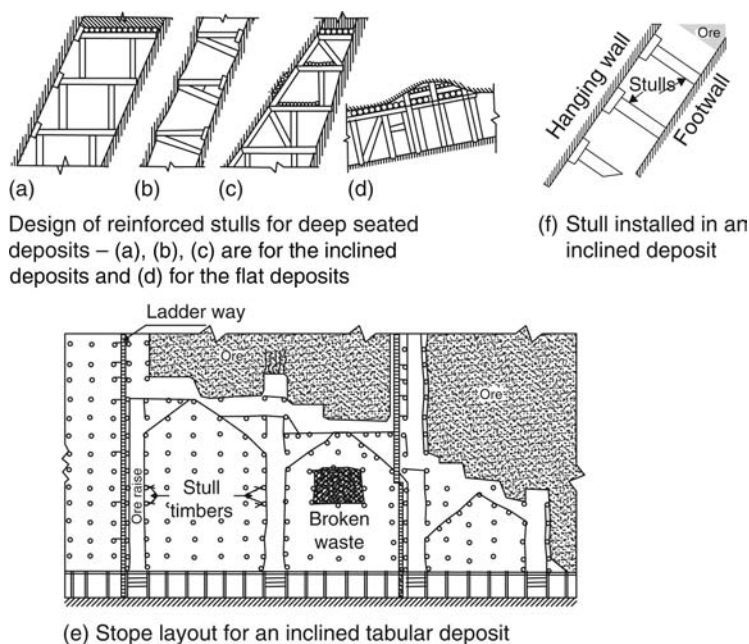 (a)
(b)
(c)
(d)
Design of reinforced stulls for deep seated
deposits – (a), (b), (c) are for the inclined
deposits and (d) for the flat deposits
Ore
Hanging wall
Stulls
Footwall
(f) Stull installed in an
inclined deposit
Ladder way
Ore
Ore
Ore raise
Stull
timbers
Broken
waste
(e) Stope layout for an inclined tabular deposit